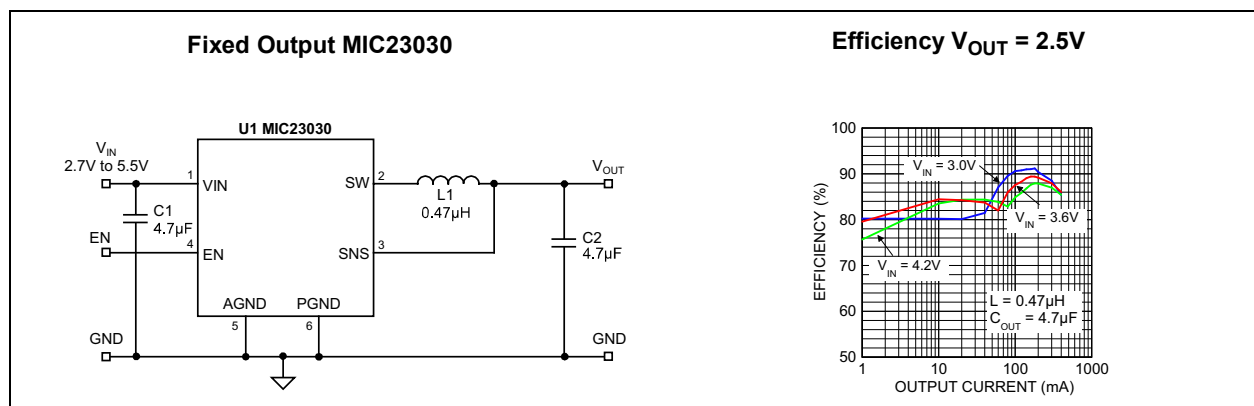 Fixed Output MIC23030
U1 MIC23030
V_IN
2.7V to 5.5V
1
VIN
SW
2
L1
0.47µH
V_OUT
C1
4.7µF
EN
4
EN
SNS
3
C2
4.7µF
AGND
PGND
5
6
GND
GND
Efficiency V_OUT = 2.5V
EFFICIENCY (%)
100
90
80
70
60
50
V_IN = 3.0V
V_IN = 3.6V
V_IN = 4.2V
L = 0.47µH
C_OUT = 4.7µF
1
10
100
1000
OUTPUT CURRENT (mA)